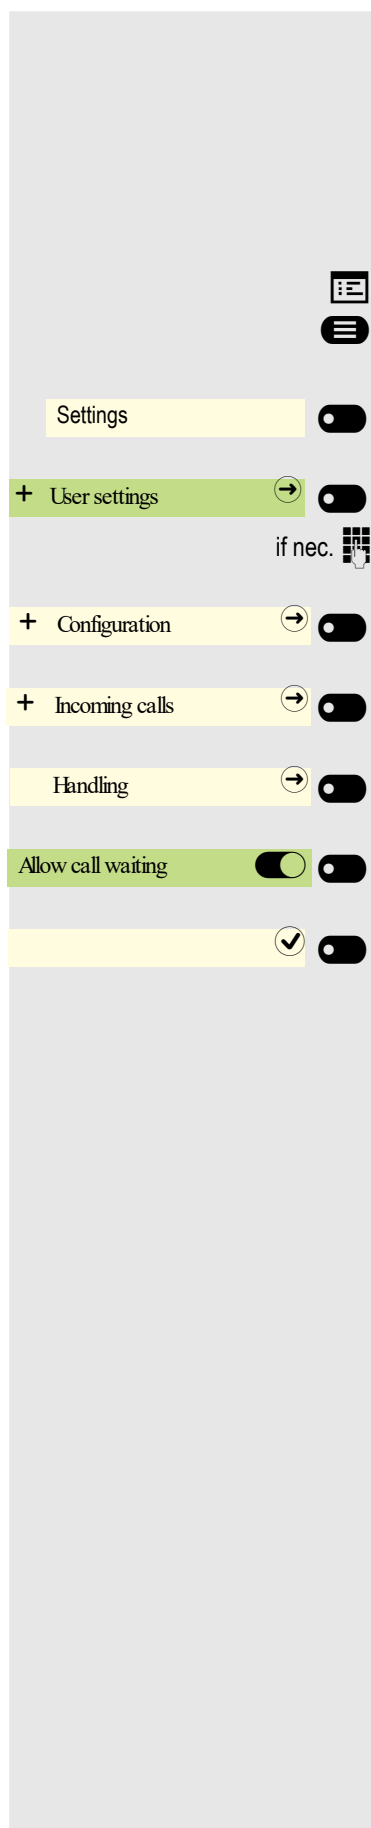 Settings
+ User settings
if nec.
+ Configuration
+ Incoming calls
Handling
Allow call waiting